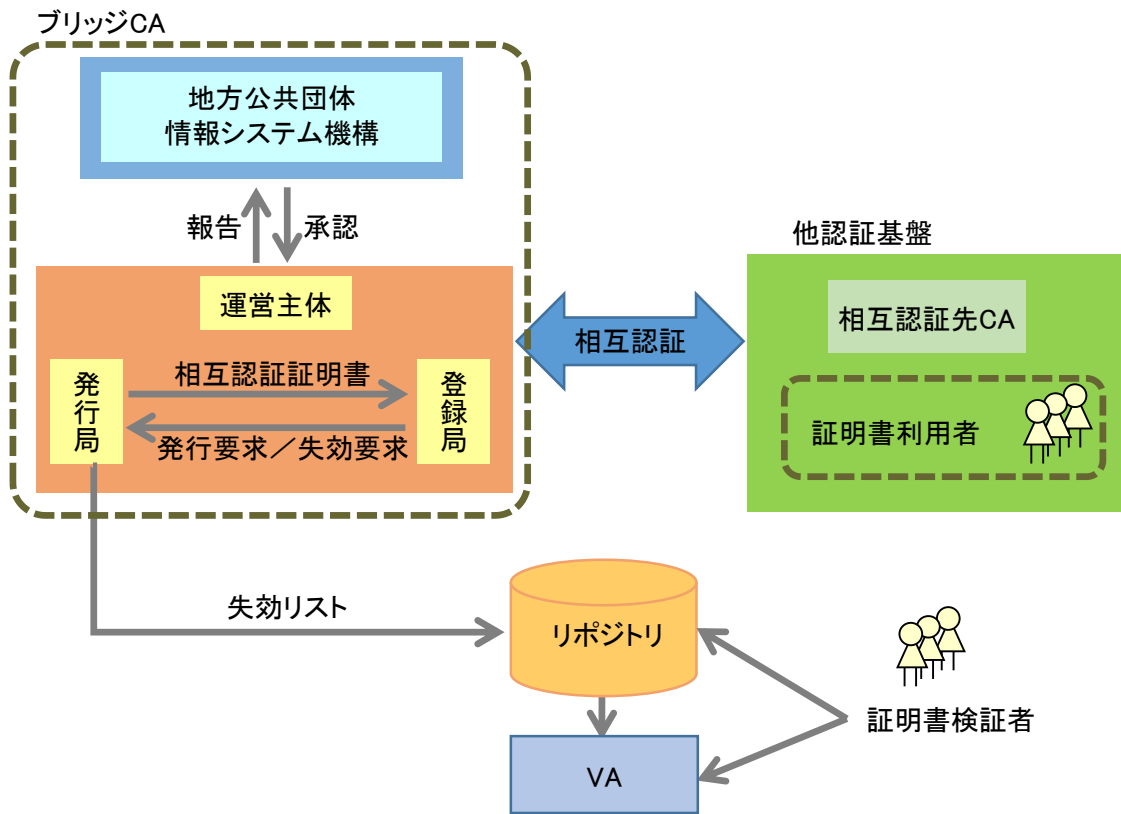 ブリッジCA
地方公共団体
情報システム機構
報告
承認
他認証基盤
運営主体
相互認証先CA
相互認証
発行局
相互認証証明書
登録局
発行要求／失効要求
証明書利用者
失効リスト
リポジトリ
証明書検証者
VA